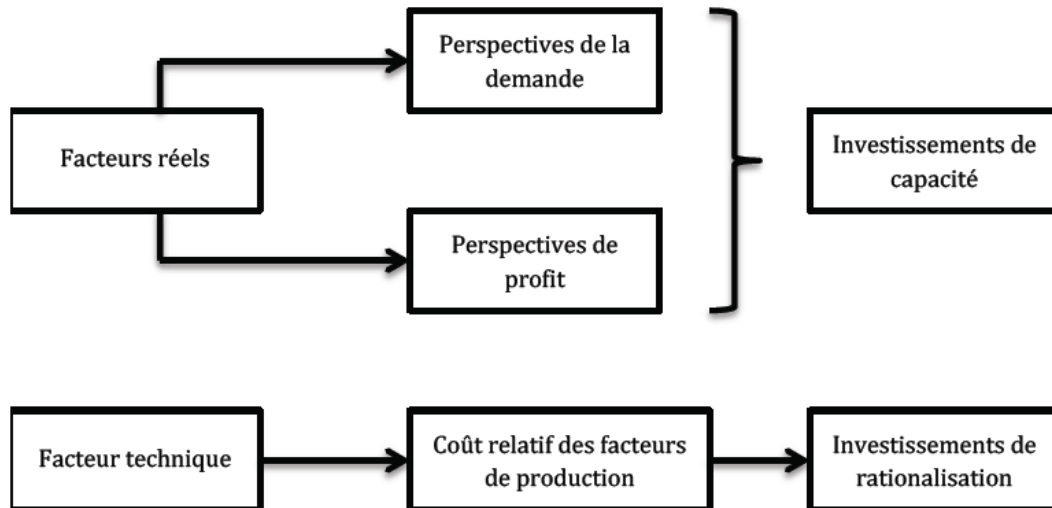 Perspectives de la
demande
Facteurs réels
Investissements de
capacité
Perspectives de
profit
Facteur technique
Coût relatif des facteurs
de production
Investissements de
rationalisation